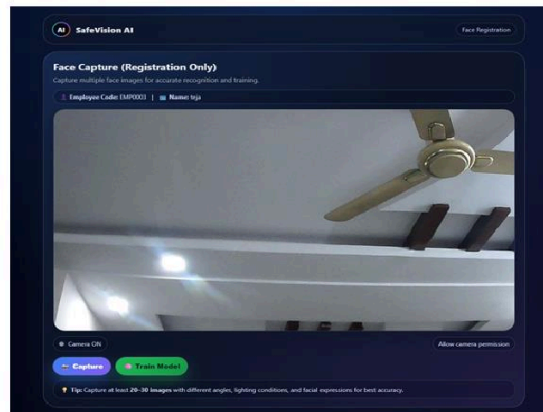 AI SafeVision AI
Face Registration
Face Capture (Registration Only)
Capture multiple face images for accurate recognition and training.
Employee Code: EMP0003 | Name: teja
Camera ON
Allow camera permission
Capture
Train Model
Tip: Capture at least 20–30 images with different angles, lighting conditions, and facial expressions for best accuracy.